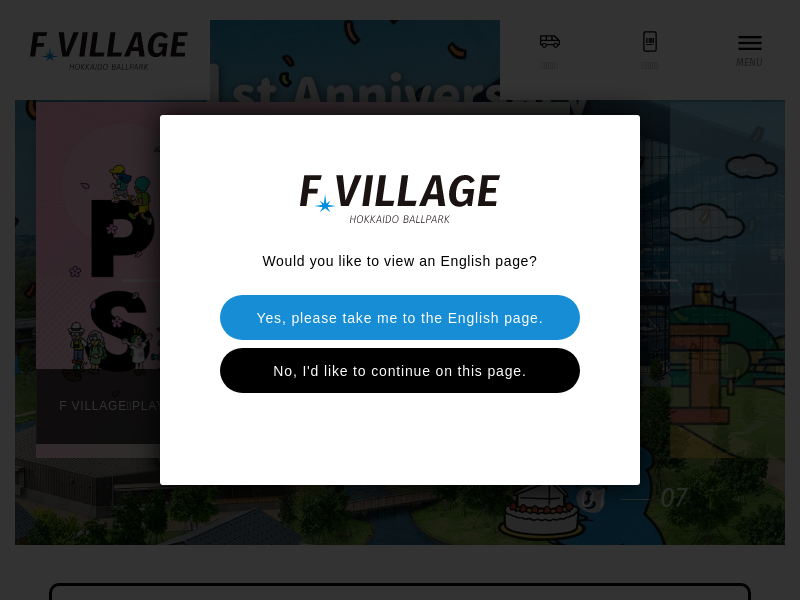 F VILLAGE
HOKKAIDO BALLPARK
1st Anniversary
MENU
F VILLAGE
HOKKAIDO BALLPARK
Would you like to view an English page?
Yes, please take me to the English page.
No, I'd like to continue on this page.
P
S
F VILLAGE
PLAY
01
07